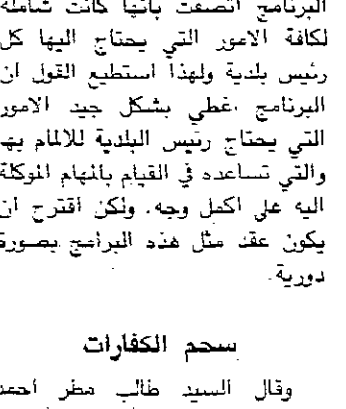 البرنامج اتصفت بانها كانت شاملة
لكافة الامور التي يحتاج اليها كل
رئيس بلدية ولهذا استطيع القول ان
البرنامج غطي بشكل جيد الامور
التي يحتاج رئيس البلدية للالمام بها
والتي تساعده في القيام بالمهام الموكلة
اليه على اكمل وجه. ولكن اقترح ان
يكون عقد مثل هذه البرامج بصورة
دورية.
سحم الكفارات
وقال السيد طالب مطر احمد